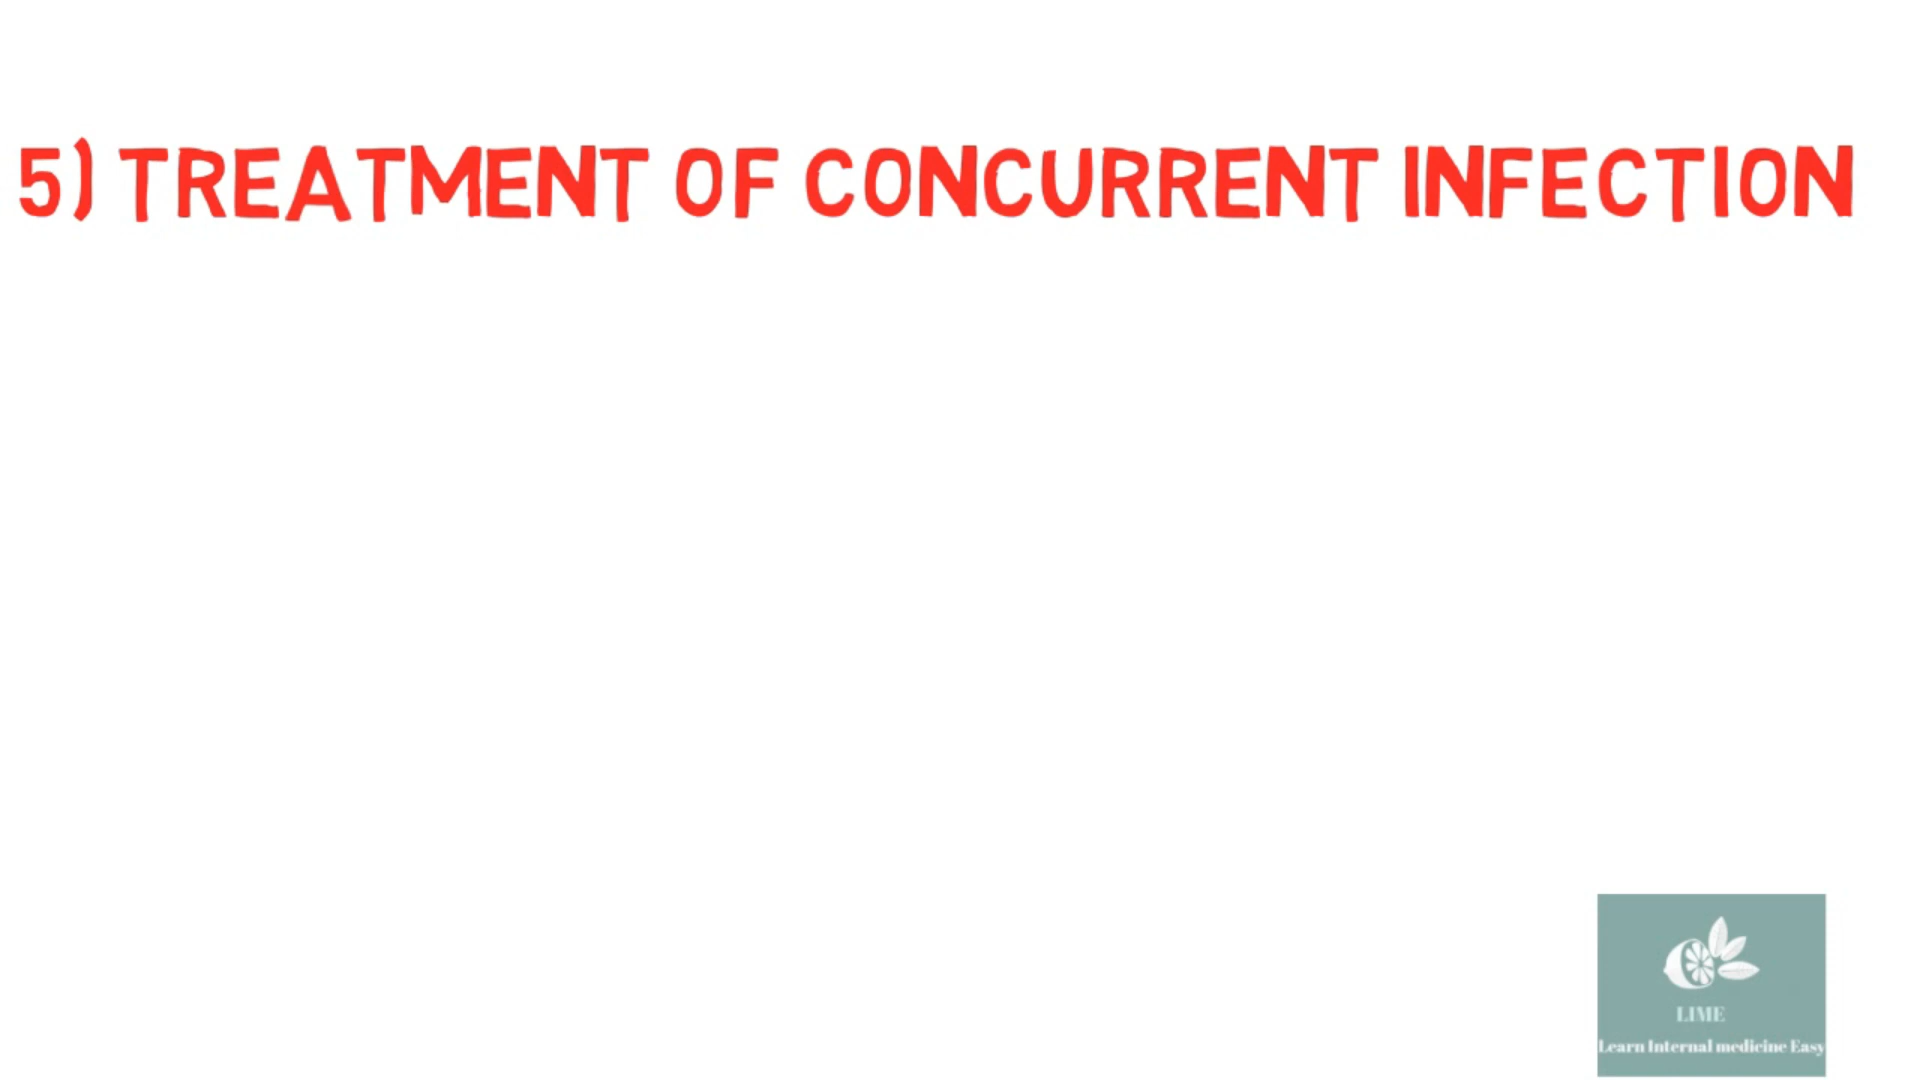 5) TREATMENT OF CONCURRENT INFECTION
LIME
Learn Internal medicine Easy